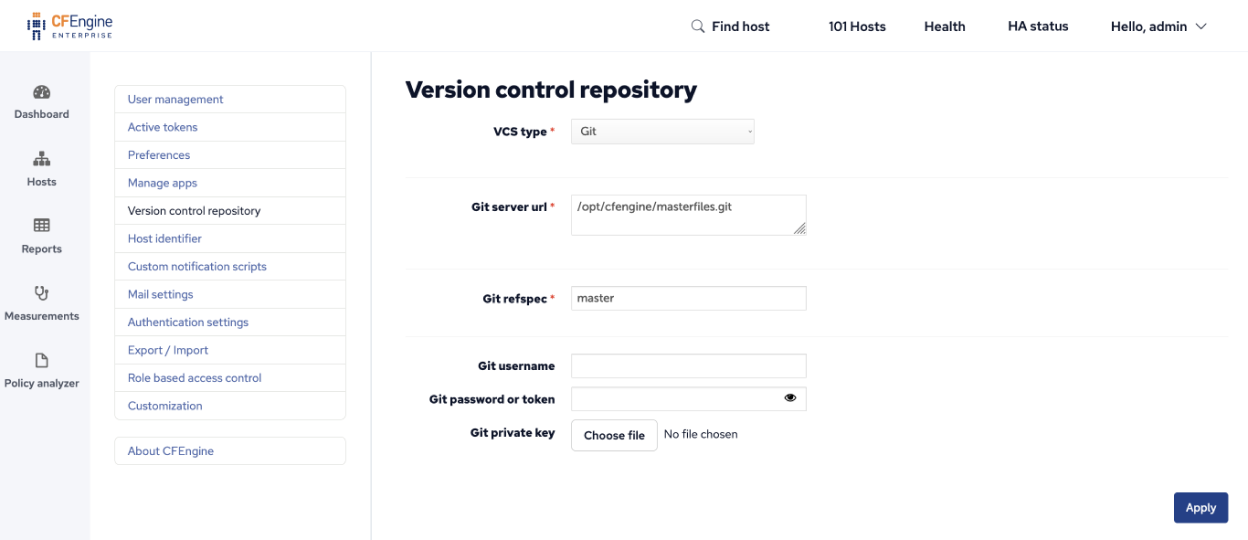 CFEngine
ENTERPRISE
Find host
101 Hosts
Health
HA status
Hello, admin
Dashboard
Hosts
Reports
Measurements
Policy analyzer
User management
Active tokens
Preferences
Manage apps
Version control repository
Host identifier
Custom notification scripts
Mail settings
Authentication settings
Export / Import
Role based access control
Customization
About CFEngine
Version control repository
VCS type * Git
Git server url * /opt/cfengine/masterfiles.git
Git refspec * master
Git username
Git password or token
Git private key Choose file No file chosen
Apply